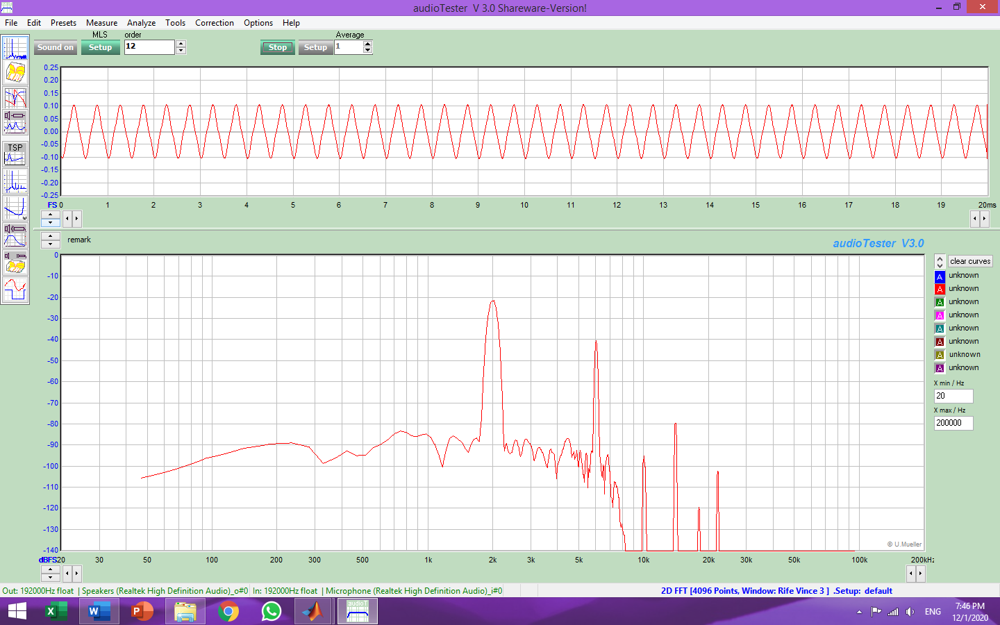 audioTester V 3.0 Shareware-Version!
File Edit Presets Measure Analyze Tools Correction Options Help
MLS order Average
Sound on Setup 12 Stop Setup 1
TSP
0.25
0.20
0.15
0.10
0.05
0.00
-0.05
-0.10
-0.15
-0.20
-0.25
FS 0 1 2 3 4 5 6 7 8 9 10 11 12 13 14 15 16 17 18 19 20ms
remark
audioTester V3.0
0
-10
-20
-30
-40
-50
-60
-70
-80
-90
-100
-110
-120
-130
-140
© U.Mueller
dBFS 20 30 50 100 200 300 500 1k 2k 3k 5k 10k 20k 30k 50k 100k 200kHz
clear curves
A unknown
A unknown
A unknown
A unknown
A unknown
A unknown
A unknown
A unknown
X min / Hz
20
X max / Hz
200000
Out: 192000Hz float | Speakers (Realtek High Definition Audio)_o#0 In: 192000Hz float | Microphone (Realtek High Definition Audio)_i#0 2D FFT [4096 Points, Window: Rife Vince 3 ] .Setup: default
ENG
7:46 PM
12/1/2020